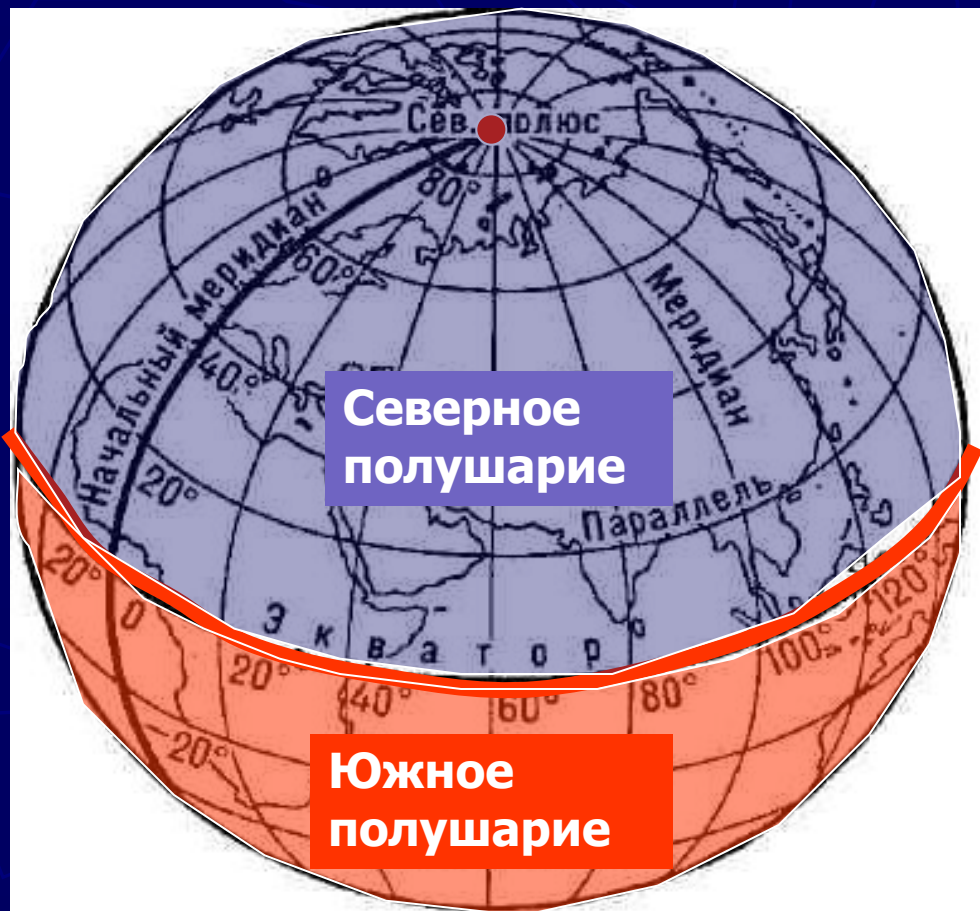 Сев. полюс
80°
60°
Начальный меридиан
Меридиан
40°
Северное
полушарие
20°
Параллель
20°
0
Экватор
20°
40°
60°
80°
100°
120°
20°
Южное
полушарие